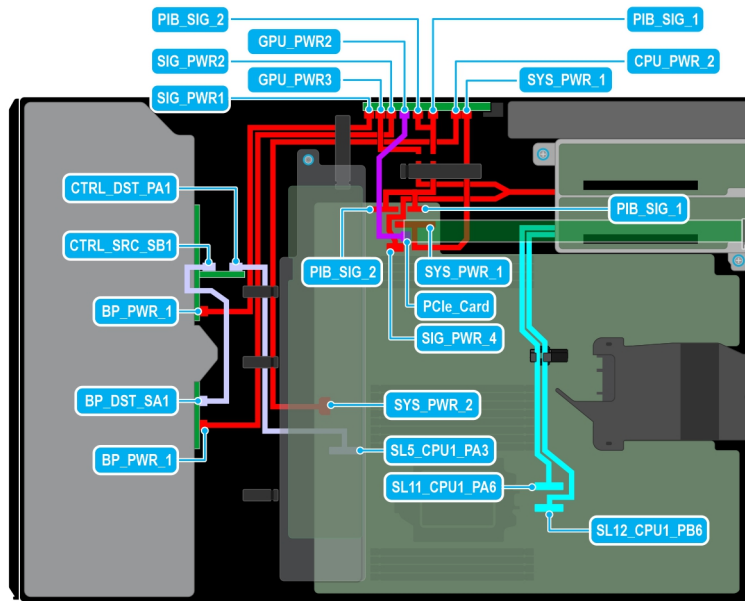 PIB_SIG_2
PIB_SIG_1
GPU_PWR2
SIG_PWR2
CPU_PWR_2
GPU_PWR3
SYS_PWR_1
SIG_PWR1
CTRL_DST_PA1
PIB_SIG_1
CTRL_SRC_SB1
PIB_SIG_2
SYS_PWR_1
BP_PWR_1
PCIe_Card
SIG_PWR_4
BP_DST_SA1
SYS_PWR_2
BP_PWR_1
SL5_CPU1_PA3
SL11_CPU1_PA6
SL12_CPU1_PB6